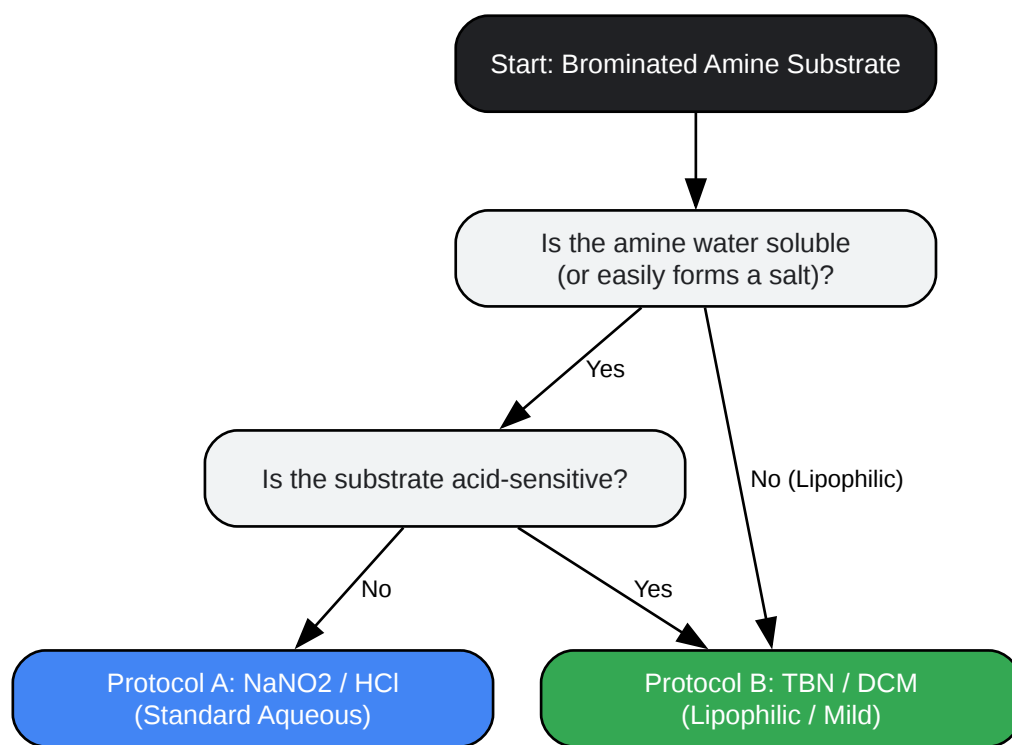 Start: Brominated Amine Substrate
Is the amine water soluble
(or easily forms a salt)?
Yes
Is the substrate acid-sensitive?
No (Lipophilic)
No
Yes
Protocol A: NaNO2 / HCl
(Standard Aqueous)
Protocol B: TBN / DCM
(Lipophilic / Mild)